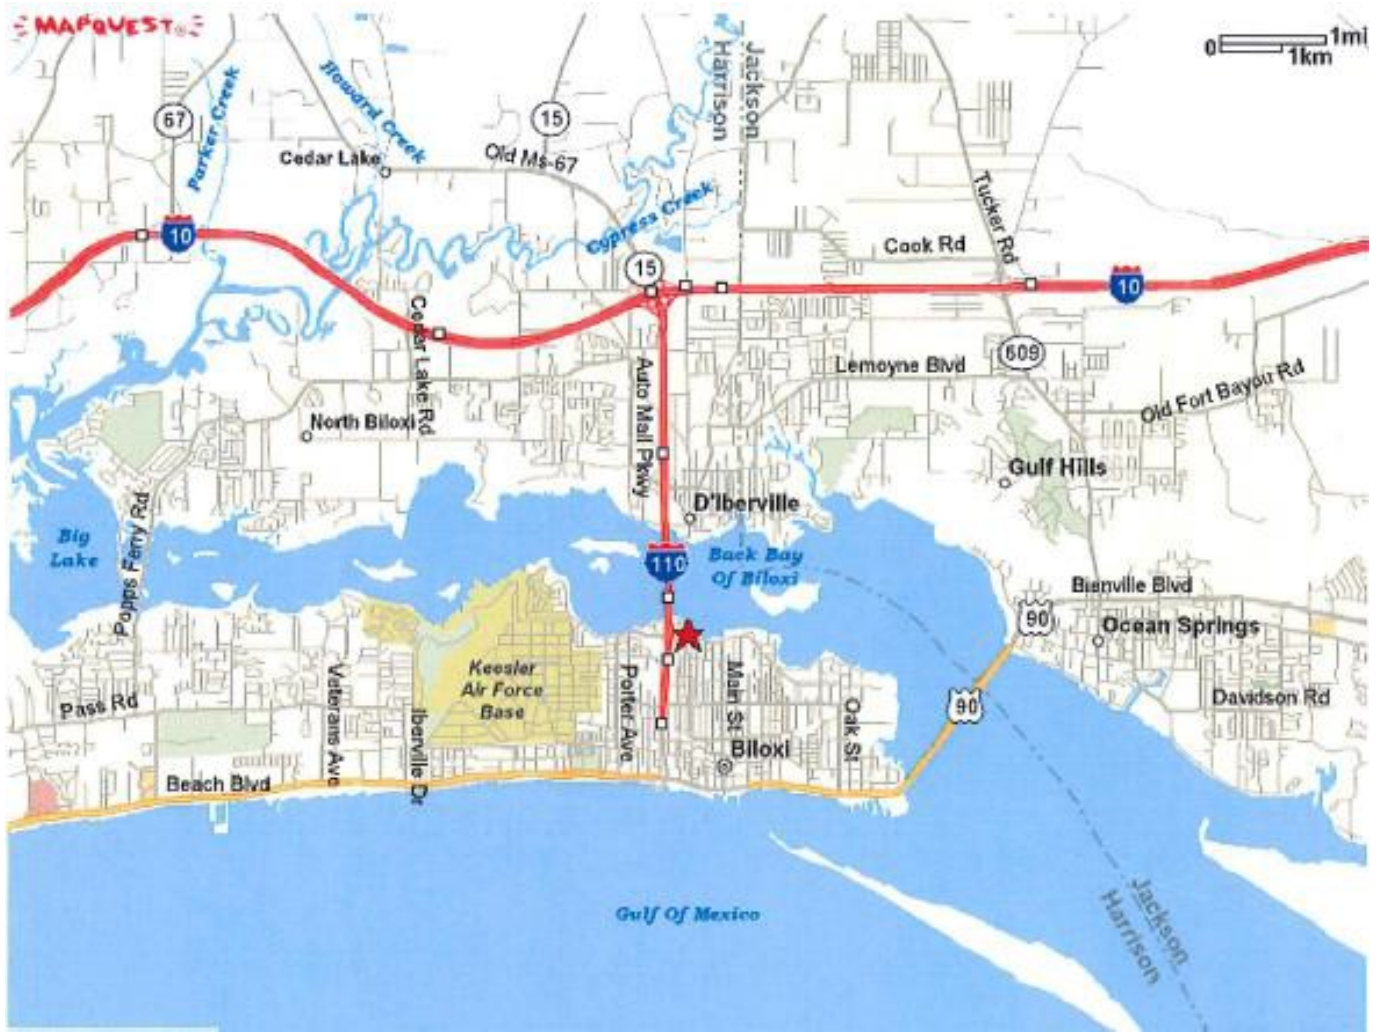 MAPQUEST
0 1mi
1km
Jackson
Harrison
67
Parker Creek
Howard Creek
15
Cedar Lake
Old Ms-67
Tucker Rd
Cypress Creek
10
Cook Rd
15
10
Cedar Lake Rd
609
Auto Mall Pkwy
Lemoyne Blvd
Old Fort Bayou Rd
North Biloxi
Gulf Hills
D'Iberville
Popps Ferry Rd
Big
Lake
110
Back Bay
Of Biloxi
Bienville Blvd
90
Ocean Springs
Keesler
Air Force
Base
Veterans Ave
Iberville Dr
Porter Ave
Main St
Oak St
90
Pass Rd
Davidson Rd
Biloxi
Beach Blvd
Gulf Of Mexico
Jackson
Harrison